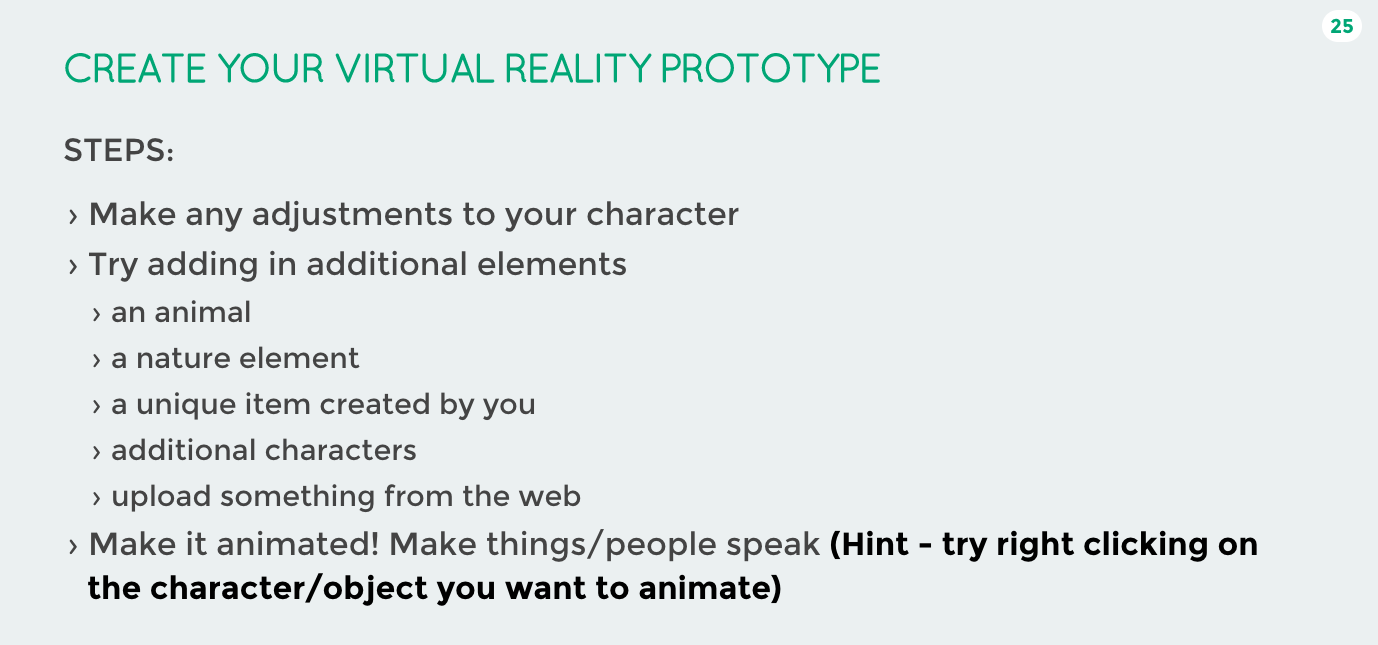 25
CREATE YOUR VIRTUAL REALITY PROTOTYPE
STEPS:
› Make any adjustments to your character
› Try adding in additional elements
› an animal
› a nature element
› a unique item created by you
› additional characters
› upload something from the web
› Make it animated! Make things/people speak (Hint - try right clicking on
the character/object you want to animate)